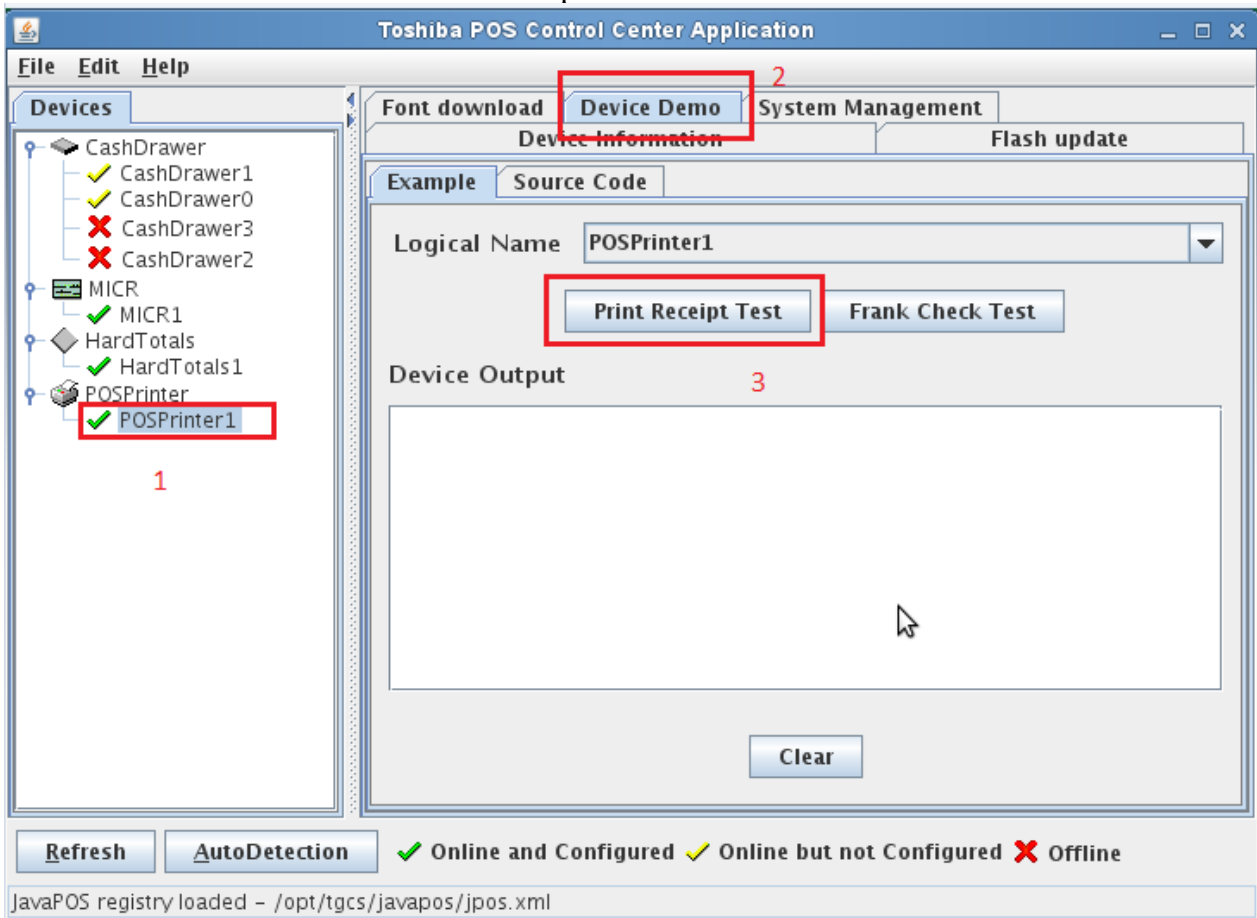 Toshiba POS Control Center Application
File Edit Help
2
Devices
Font download Device Demo System Management
Device Information Flash update
CashDrawer
CashDrawer1
CashDrawer0
CashDrawer3
CashDrawer2
MICR
MICR1
HardTotals
HardTotals1
POSPrinter
POSPrinter1
1
Example Source Code
Logical Name POSPrinter1
Print Receipt Test Frank Check Test
Device Output
3
Clear
Refresh AutoDetection Online and Configured Online but not Configured Offline
JavaPOS registry loaded – /opt/tgcs/javapos/jpos.xml